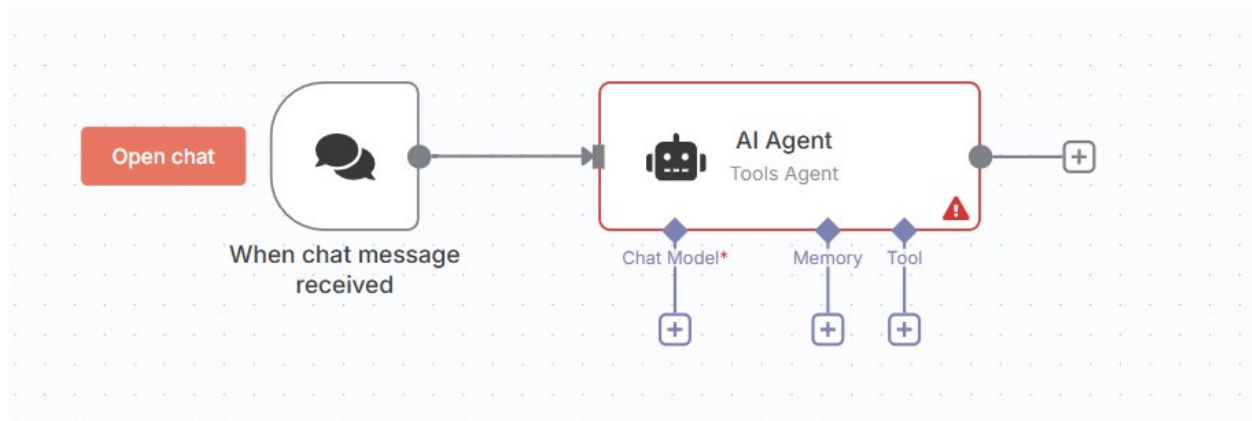 Open chat
When chat message
received
AI Agent
Tools Agent
Chat Model*
Memory
Tool